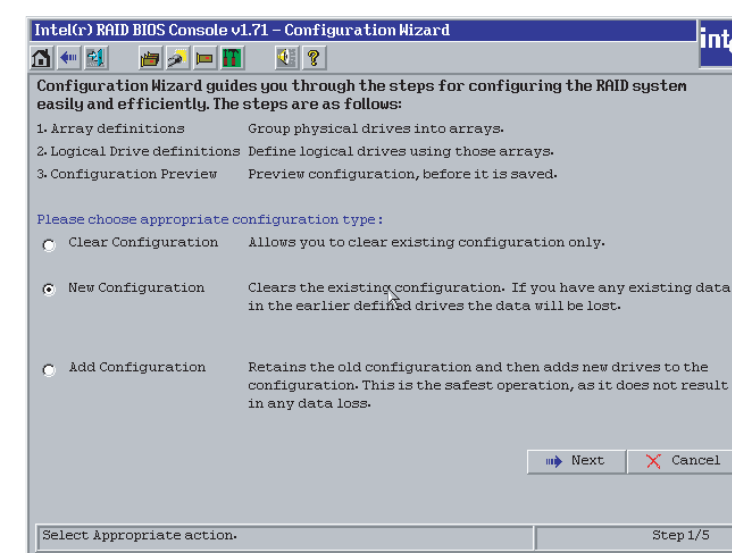 Intel(r) RAID BIOS Console v1.71 – Configuration Wizard
Configuration Wizard guides you through the steps for configuring the RAID system
easily and efficiently. The steps are as follows:
1. Array definitions Group physical drives into arrays.
2. Logical Drive definitions Define logical drives using those arrays.
3. Configuration Preview Preview configuration, before it is saved.
Please choose appropriate configuration type:
Clear Configuration Allows you to clear existing configuration only.
New Configuration Clears the existing configuration. If you have any existing data
in the earlier defined drives the data will be lost.
Add Configuration Retains the old configuration and then adds new drives to the
configuration. This is the safest operation, as it does not result
in any data loss.
Next Cancel
Select Appropriate action. Step 1/5